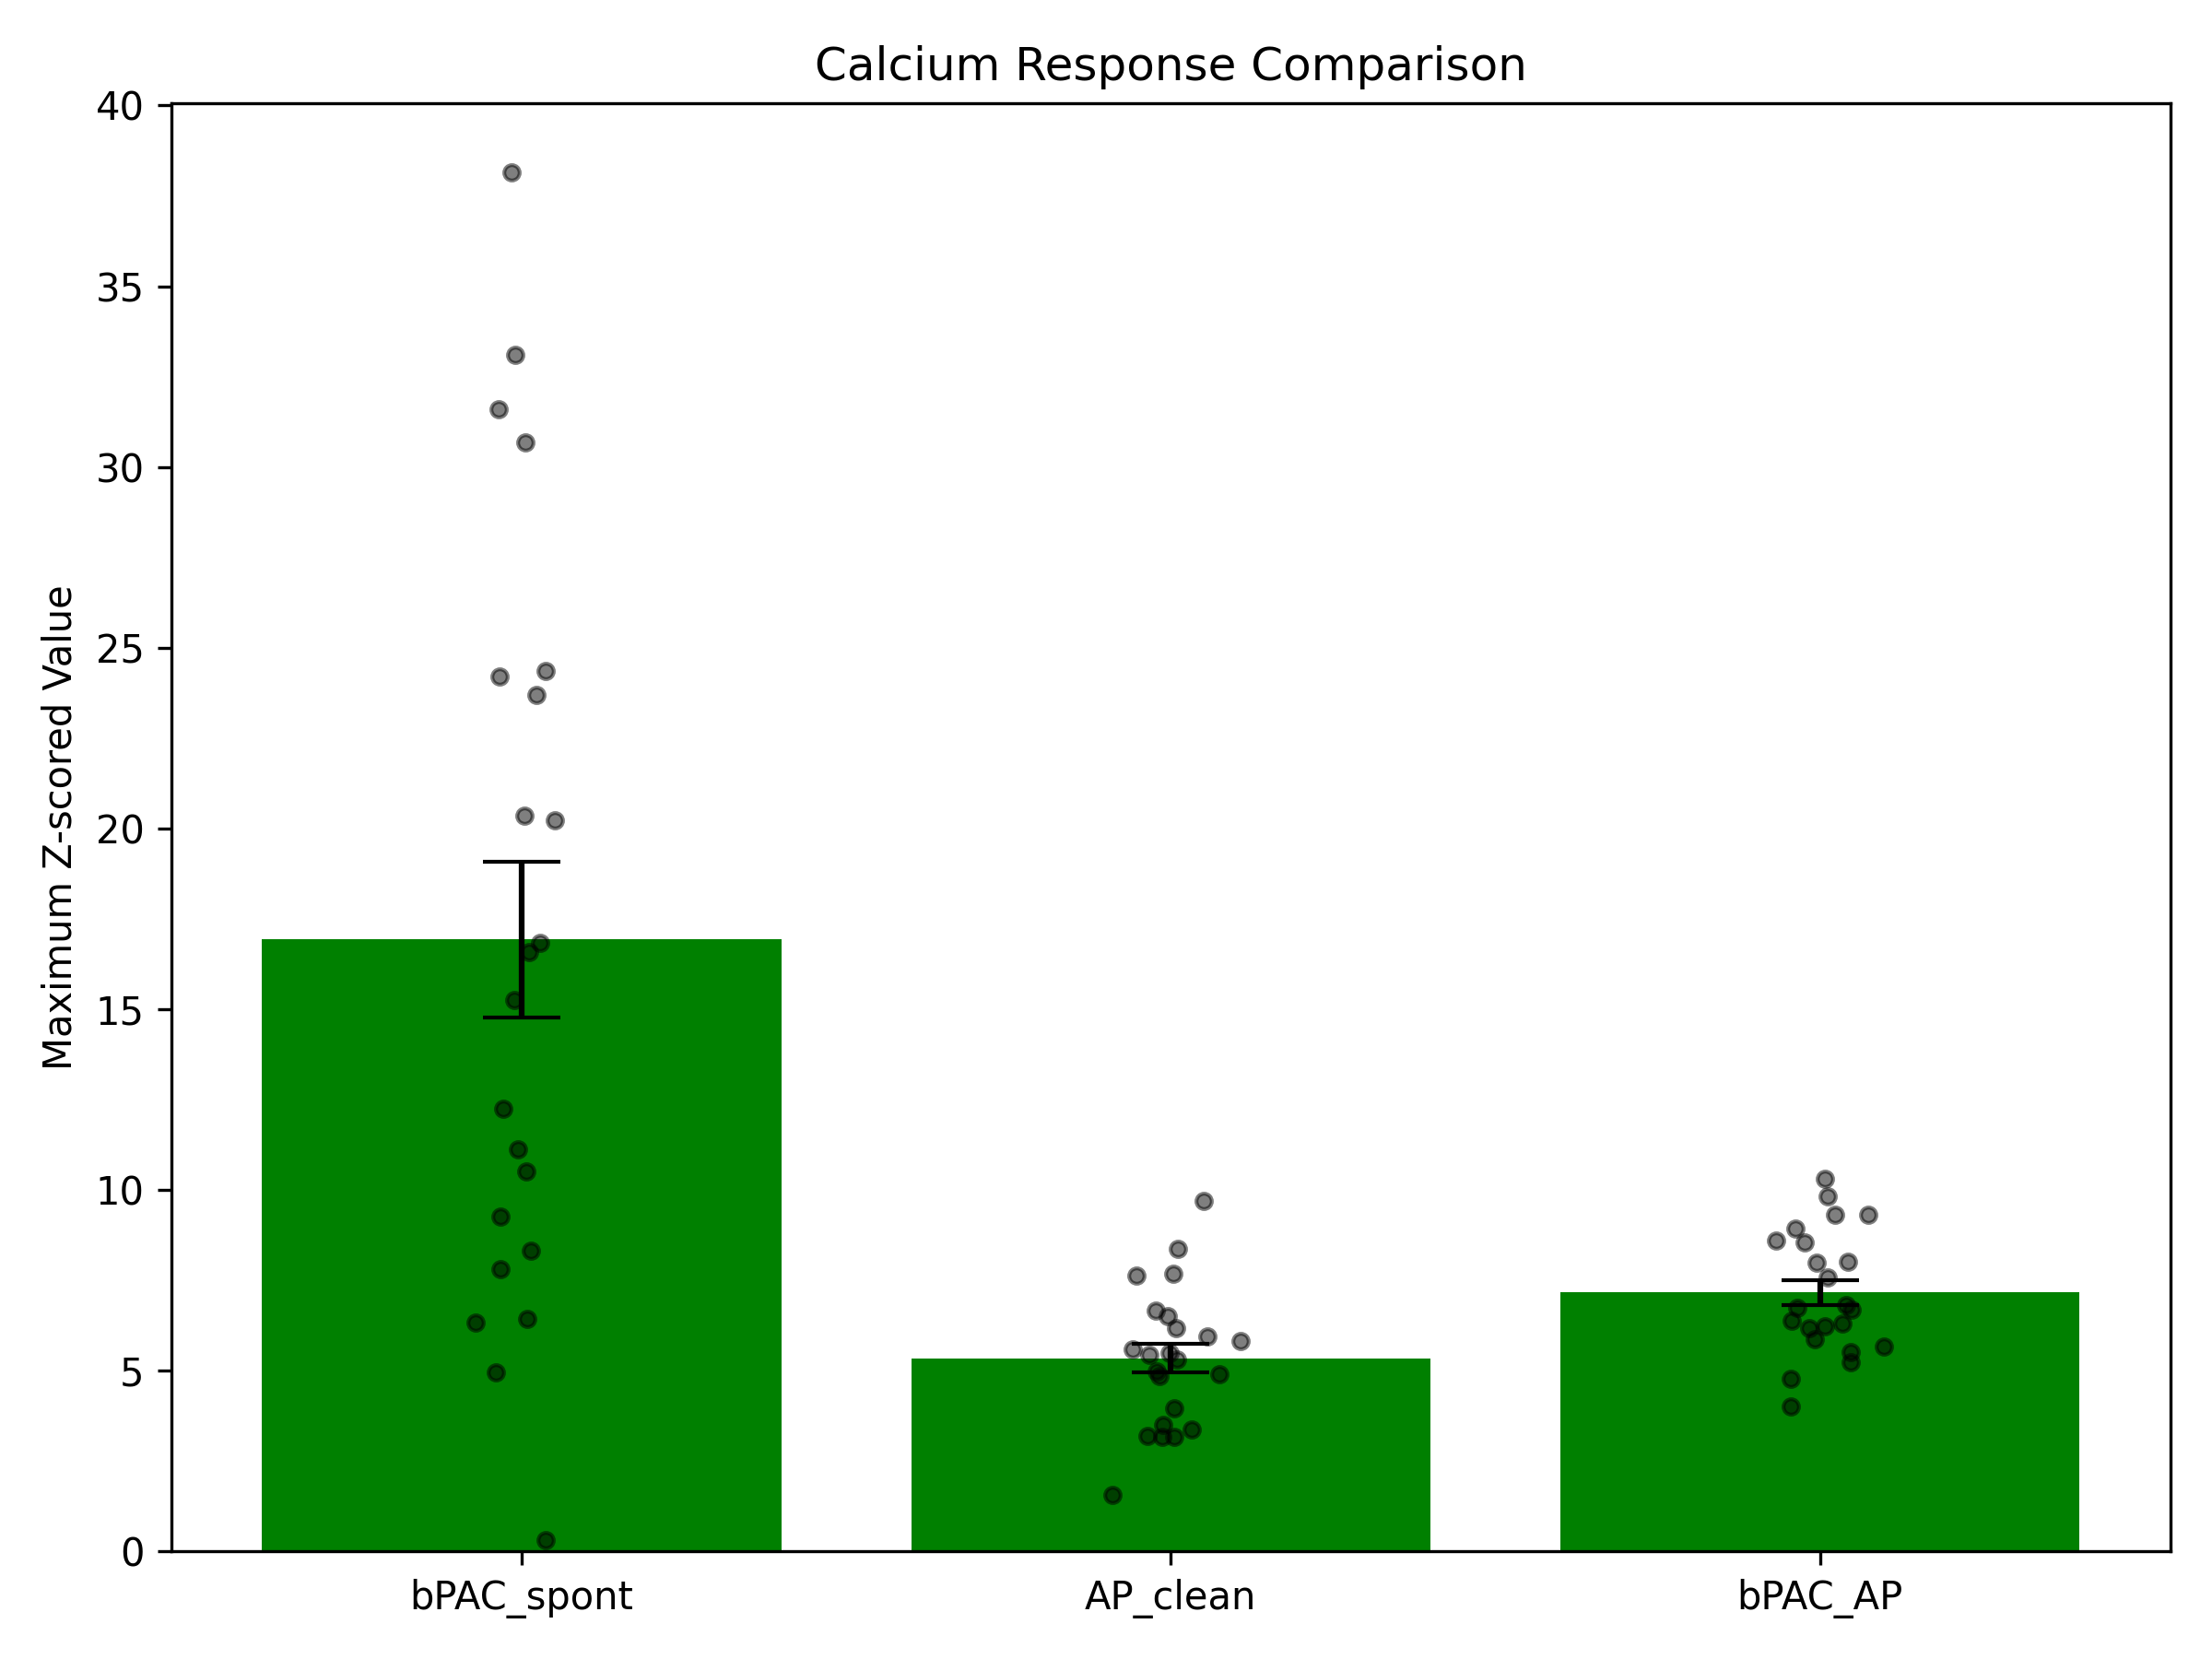 Calcium Response Comparison
Maximum Z-scored Value
40
35
30
25
20
15
10
5
0
bPAC_spont
AP_clean
bPAC_AP